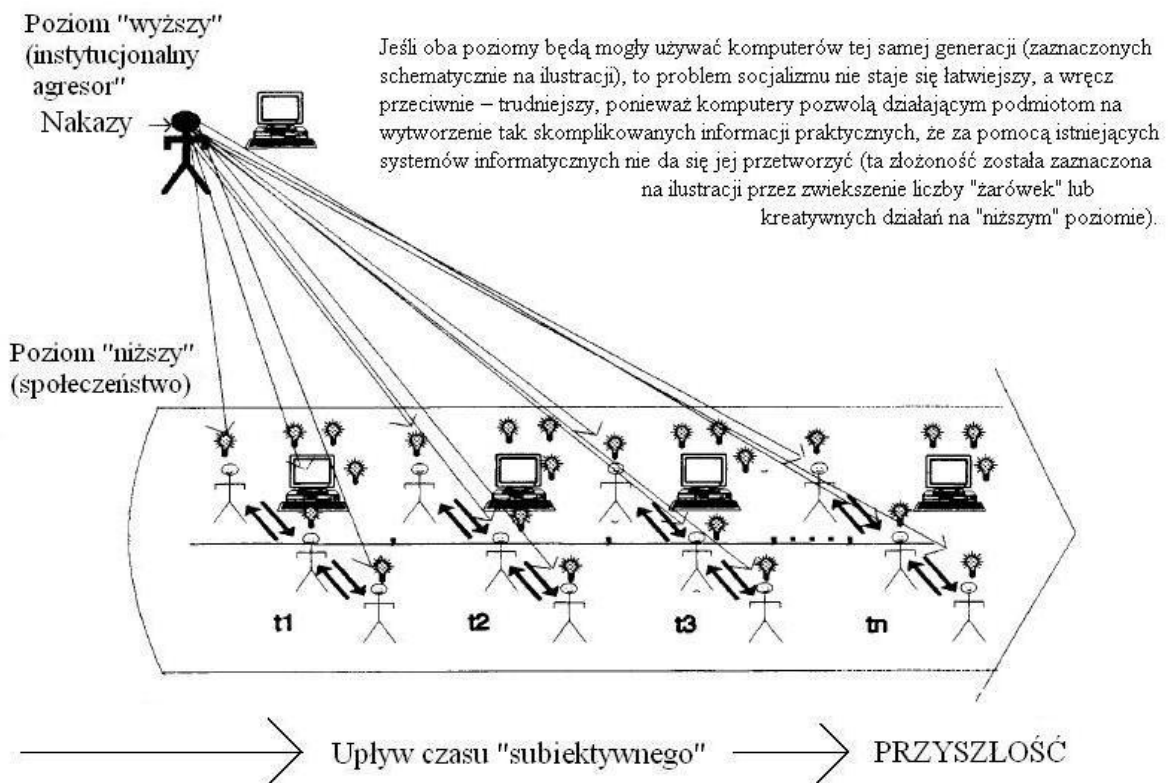 Poziom "wyższy"
(instytucjonalny
agresor"
Nakazy
Jeśli oba poziomy będą mogły używać komputerów tej samej generacji (zaznaczonych
schematycznie na ilustracji), to problem socjalizmu nie staje się łatwiejszy, a wręcz
przeciwnie – trudniejszy, ponieważ komputery pozwolą działającym podmiotom na
wytworzenie tak skomplikowanych informacji praktycznych, że za pomocą istniejących
systemów informatycznych nie da się jej przetworzyć (ta złożoność została zaznaczona
na ilustracji przez zwiekszenie liczby "żarówek" lub
kreatywnych działań na "niższym" poziomie).
Poziom "niższy"
(społeczeństwo)
t1 t2 t3 tn
Upływ czasu "subiektywnego" PRZYSZŁOŚĆ